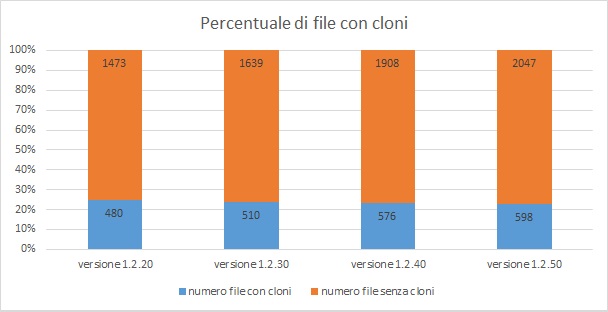 Percentuale di file con cloni
100%
90%
80%
70%
60%
50%
40%
30%
20%
10%
0%
1473
1639
1908
2047
480
510
576
598
versione 1.2.20
versione 1.2.30
versione 1.2.40
versione 1.2.50
numero file con cloni
numero file senza cloni